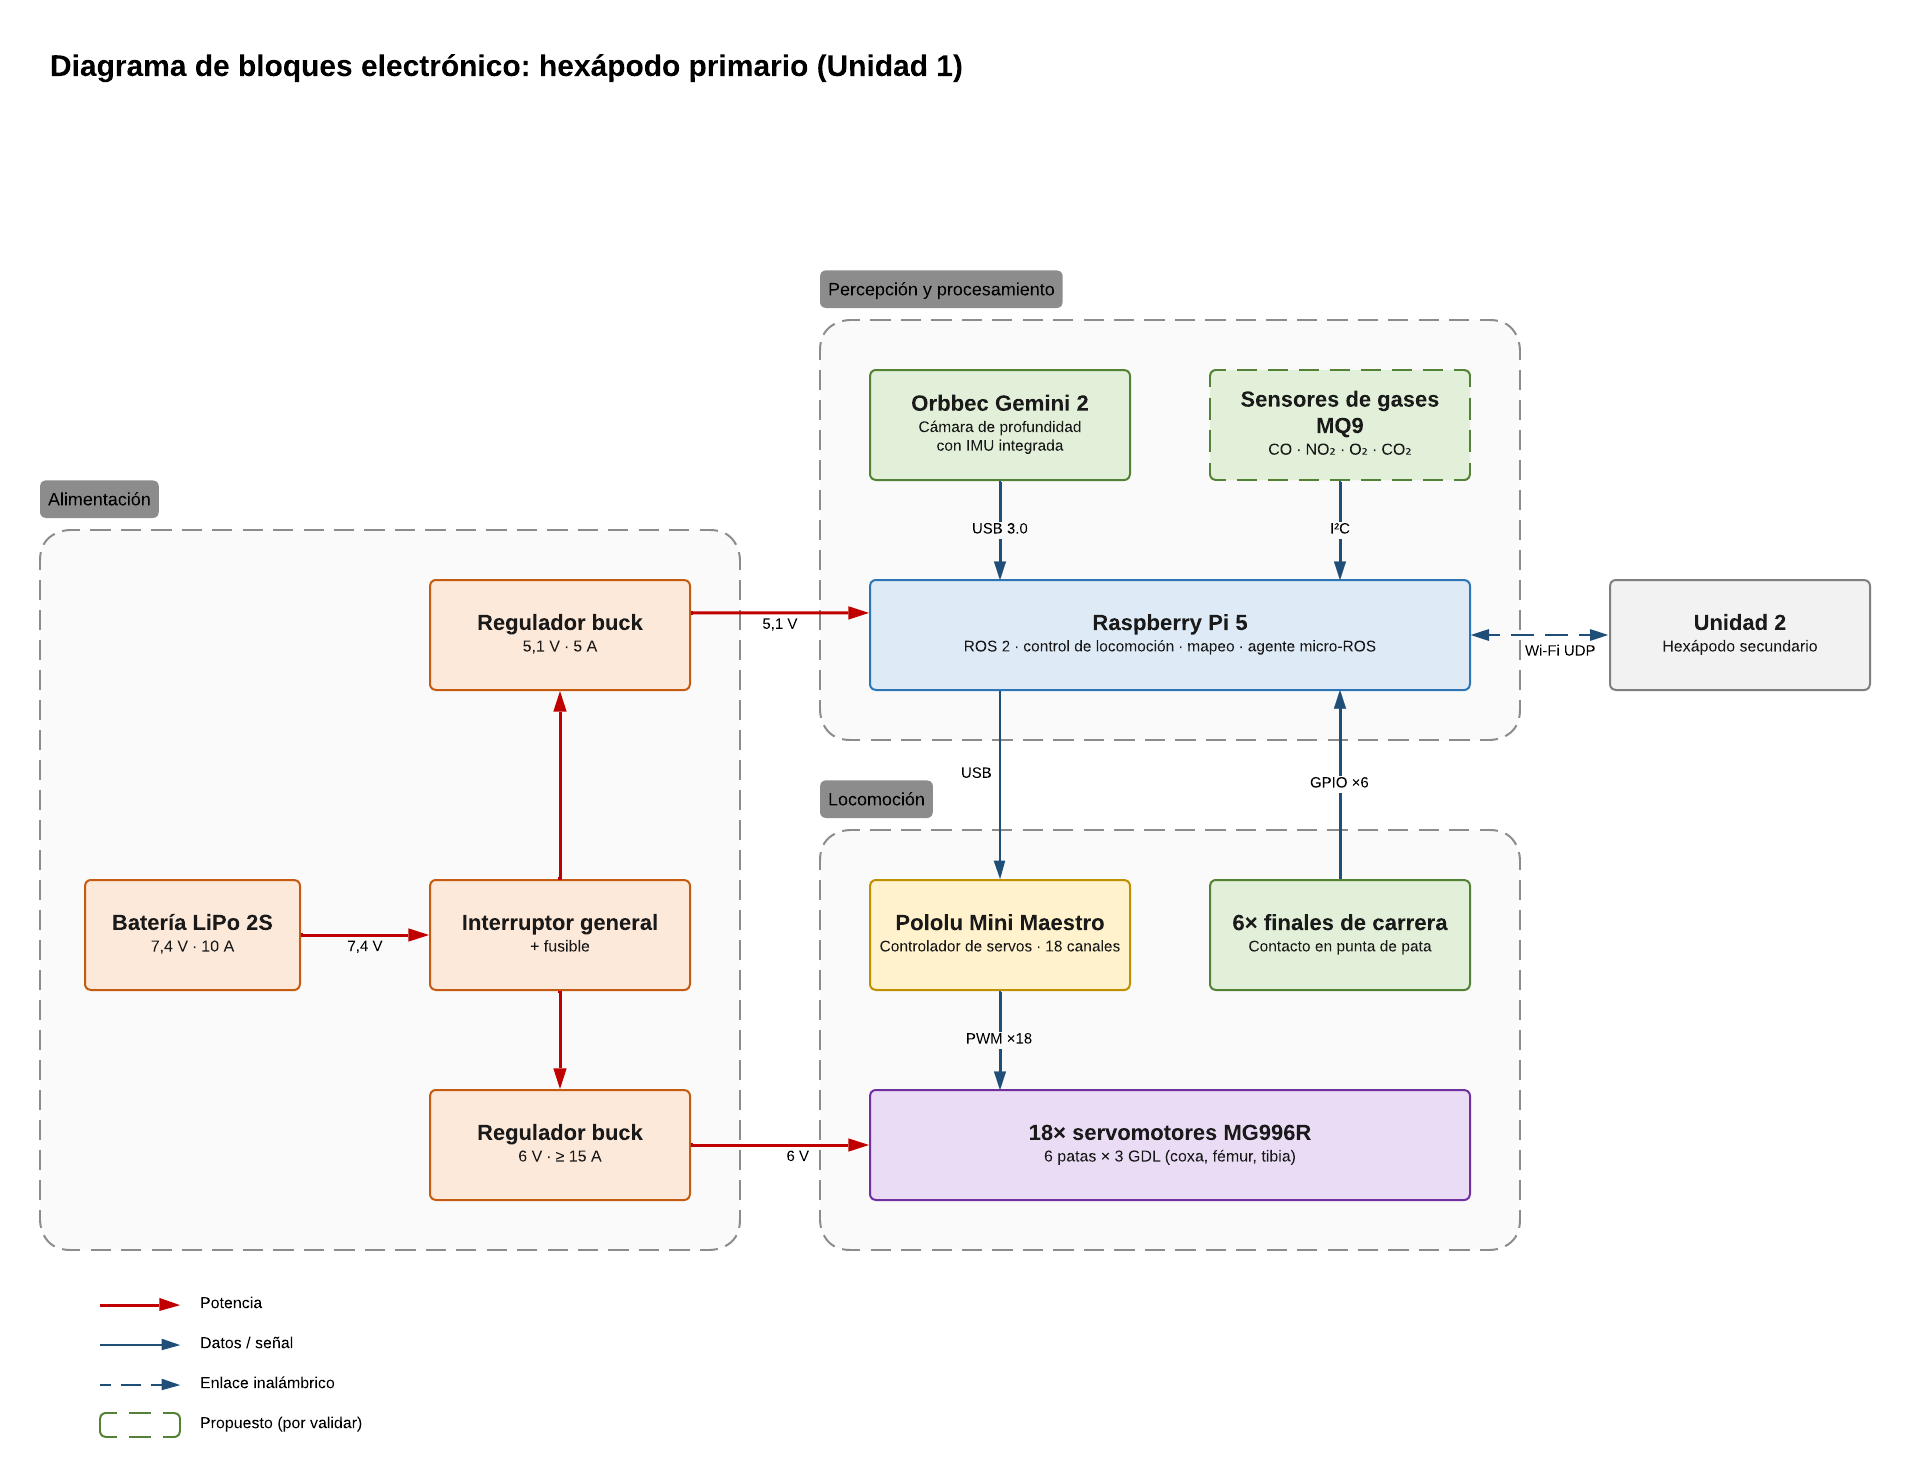 Diagrama de bloques electrónico: hexápodo primario (Unidad 1)
Percepción y procesamiento
Orbbec Gemini 2
Cámara de profundidad
con IMU integrada
Sensores de gases
MQ9
CO · NO₂ · O₂ · CO₂
USB 3.0
I²C
Alimentación
Regulador buck
5,1 V · 5 A
5,1 V
Raspberry Pi 5
ROS 2 · control de locomoción · mapeo · agente micro-ROS
Wi-Fi UDP
Unidad 2
Hexápodo secundario
USB
GPIO ×6
Locomoción
Batería LiPo 2S
7,4 V · 10 A
7,4 V
Interruptor general
+ fusible
Pololu Mini Maestro
Controlador de servos · 18 canales
6× finales de carrera
Contacto en punta de pata
PWM ×18
Regulador buck
6 V · ≥ 15 A
6 V
18× servomotores MG996R
6 patas × 3 GDL (coxa, fémur, tibia)
Potencia
Datos / señal
Enlace inalámbrico
Propuesto (por validar)